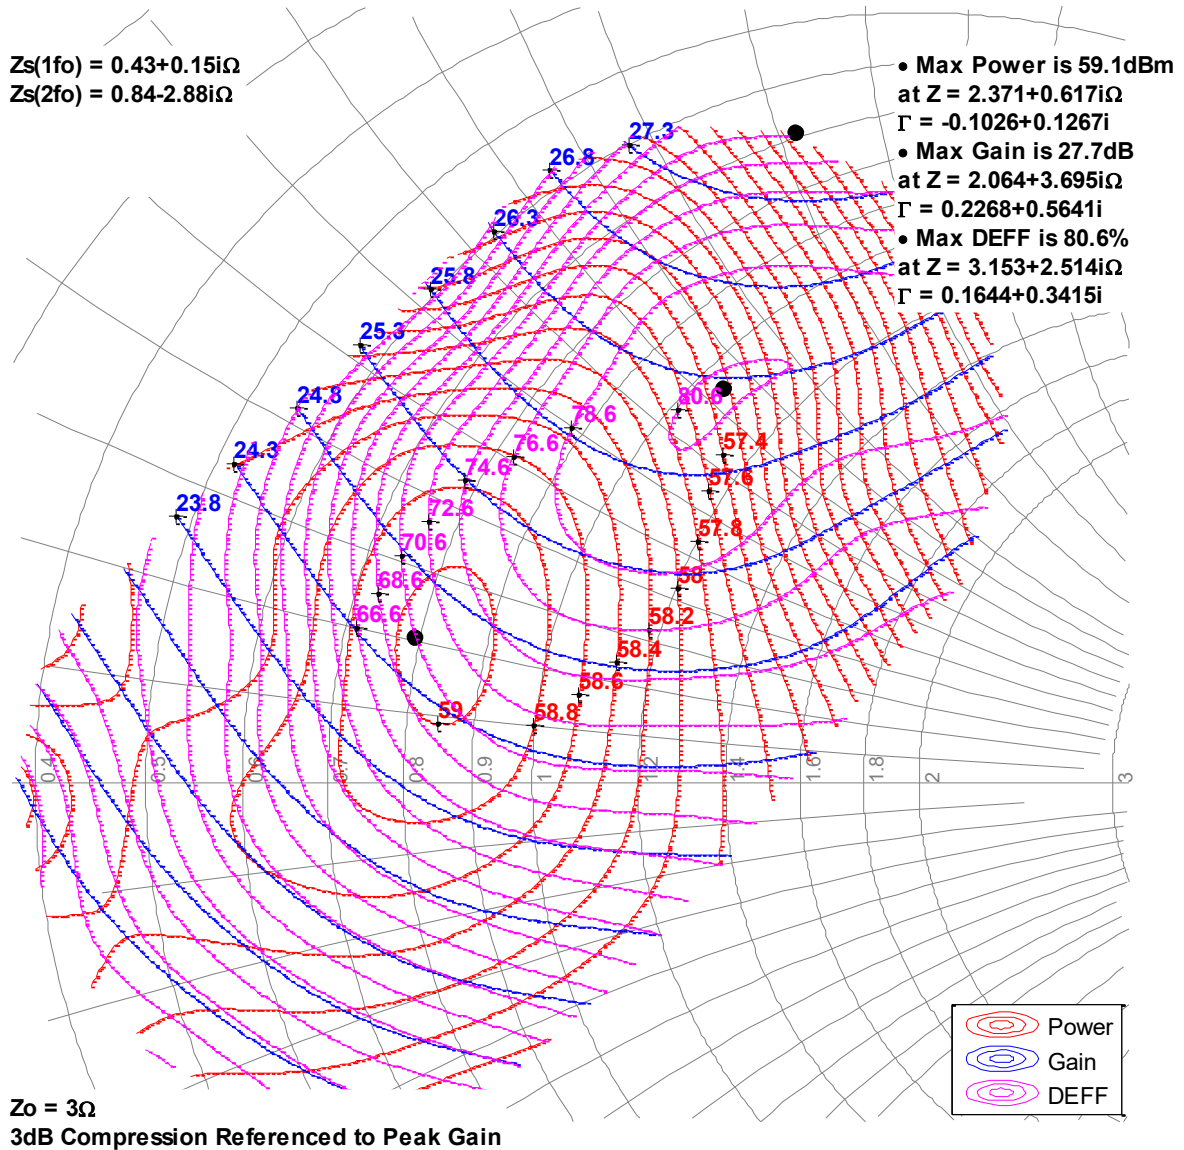 Zs(1fo) = 0.43+0.15iΩ
Zs(2fo) = 0.84-2.88iΩ
• Max Power is 59.1dBm
at Z = 2.371+0.617iΩ
Γ = -0.1026+0.1267i
• Max Gain is 27.7dB
at Z = 2.064+3.695iΩ
Γ = 0.2268+0.5641i
• Max DEFF is 80.6%
at Z = 3.153+2.514iΩ
Γ = 0.1644+0.3415i
27.3
26.8
26.3
25.8
25.3
24.8
24.3
23.8
80.6
78.6
76.6
74.6
72.6
70.6
68.6
66.6
57.4
57.6
57.8
58
58.2
58.4
58.6
58.8
59
0.4
0.5
0.6
0.7
0.8
0.9
1
1.2
1.4
1.6
1.8
2
3
Power
Gain
DEFF
Zo = 3Ω
3dB Compression Referenced to Peak Gain